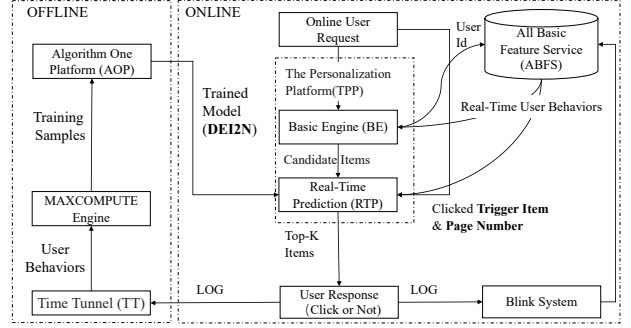 OFFLINE
Algorithm One
Platform (AOP)
Training
Samples
MAXCOMPUTE
Engine
User
Behaviors
Time Tunnel (TT)
ONLINE
Online User
Request
User
Id
All Basic
Feature Service
(ABFS)
The Personalization
Platform(TPP)
Trained
Model
(DEI2N)
Real-Time User Behaviors
Basic Engine (BE)
Candidate Items
Real-Time
Prediction (RTP)
Clicked Trigger Item
& Page Number
Top-K
Items
LOG
User Response
(Click or Not)
LOG
Blink System